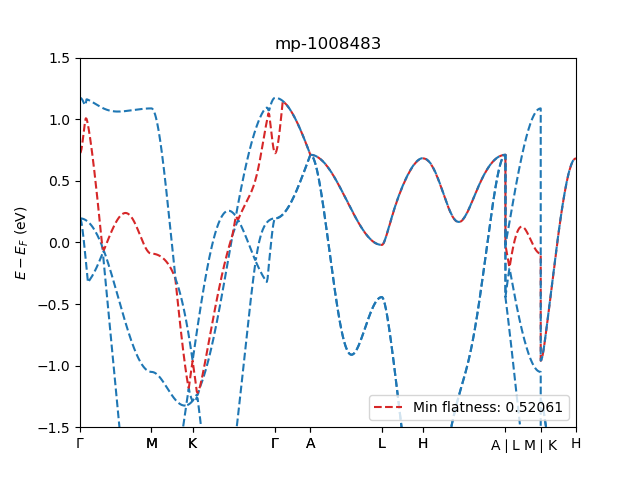 mp-1008483
1.5
1.0
0.5
0.0
−0.5
−1.0
−1.5
E − E_F (eV)
Min flatness: 0.52061
Γ M K Γ A L H A | L M | K H